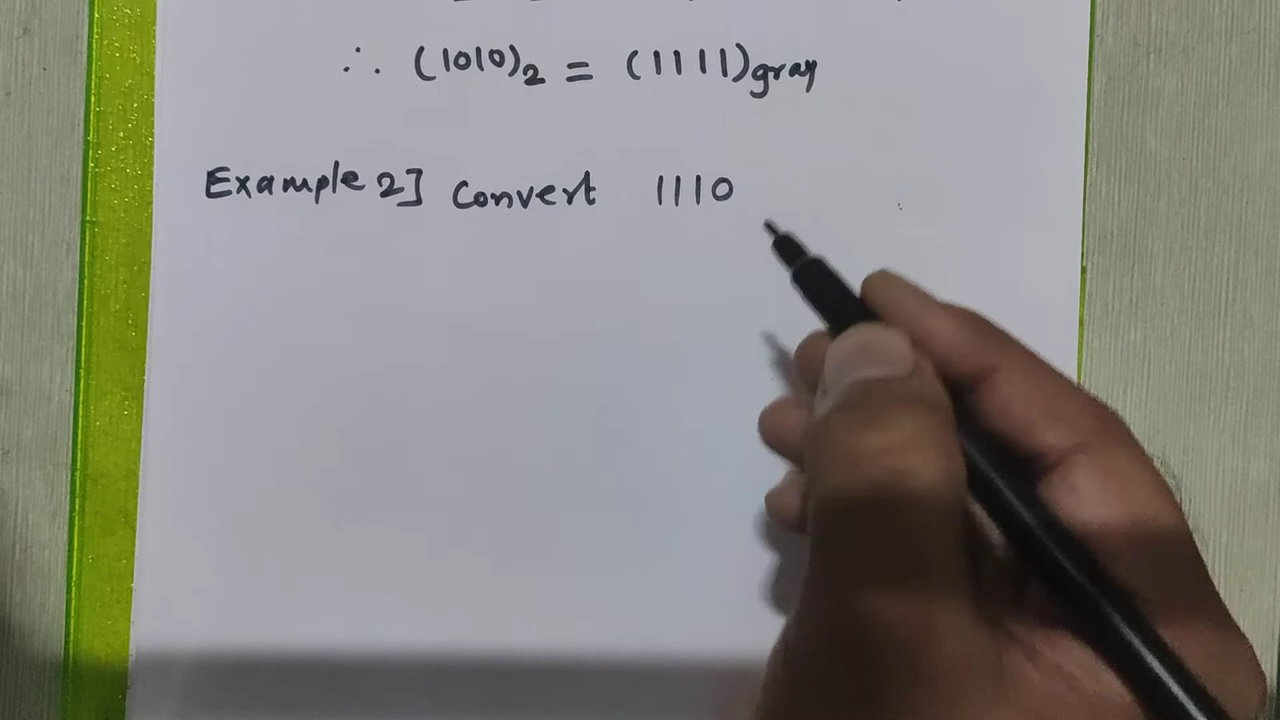 ∴ (1010)₂ = (1111)gray
Example 2] Convert 1110